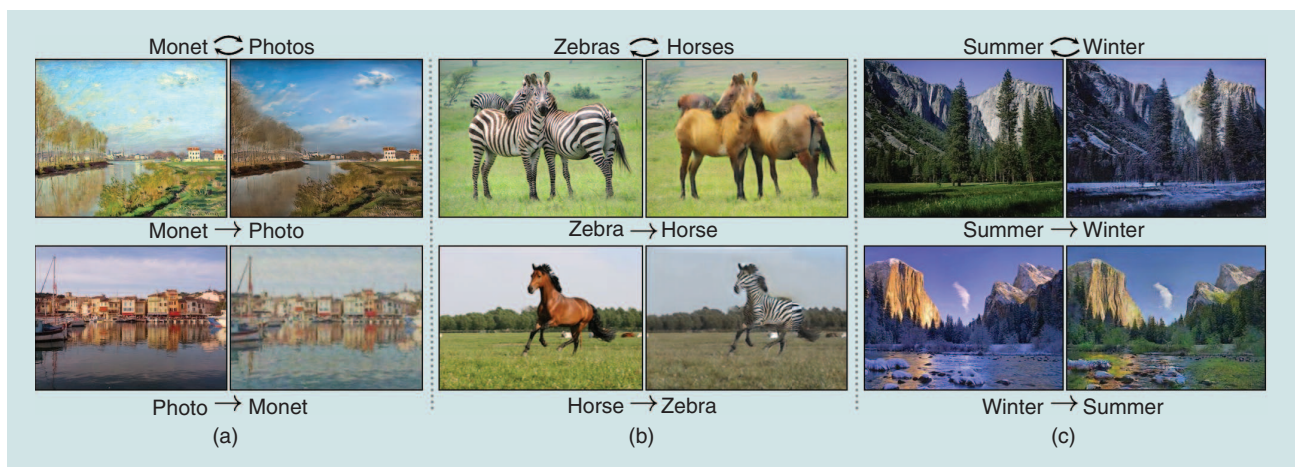 Monet ⇄ Photos
Monet → Photo
Photo → Monet
(a)
Zebras ⇄ Horses
Zebra → Horse
Horse → Zebra
(b)
Summer ⇄ Winter
Summer → Winter
Winter → Summer
(c)